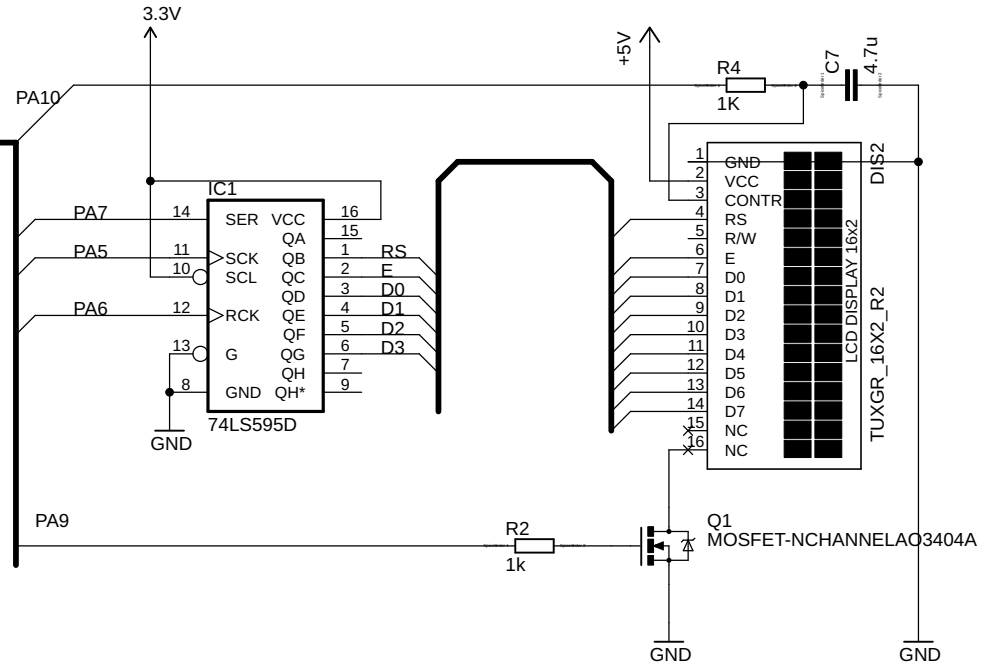 3.3V
+5V
C7
4.7u
R4
1K
PA10
IC1
DIS2
PA7
14
SER
VCC
16
QA
15
PA5
11
SCK
QB
1
RS
10
SCL
QC
2
E
QD
3
D0
PA6
12
RCK
QE
4
D1
QF
5
D2
13
G
QG
6
D3
QH
7
8
GND
QH*
9
GND
74LS595D
1
GND
2
VCC
3
CONTR
4
RS
5
R/W
6
E
7
D0
8
D1
9
D2
10
D3
11
D4
12
D5
13
D6
14
D7
15
NC
16
NC
LCD DISPLAY 16x2
TUXGR_16X2_R2
PA9
R2
1k
Q1
MOSFET-NCHANNELAO3404A
GND
GND